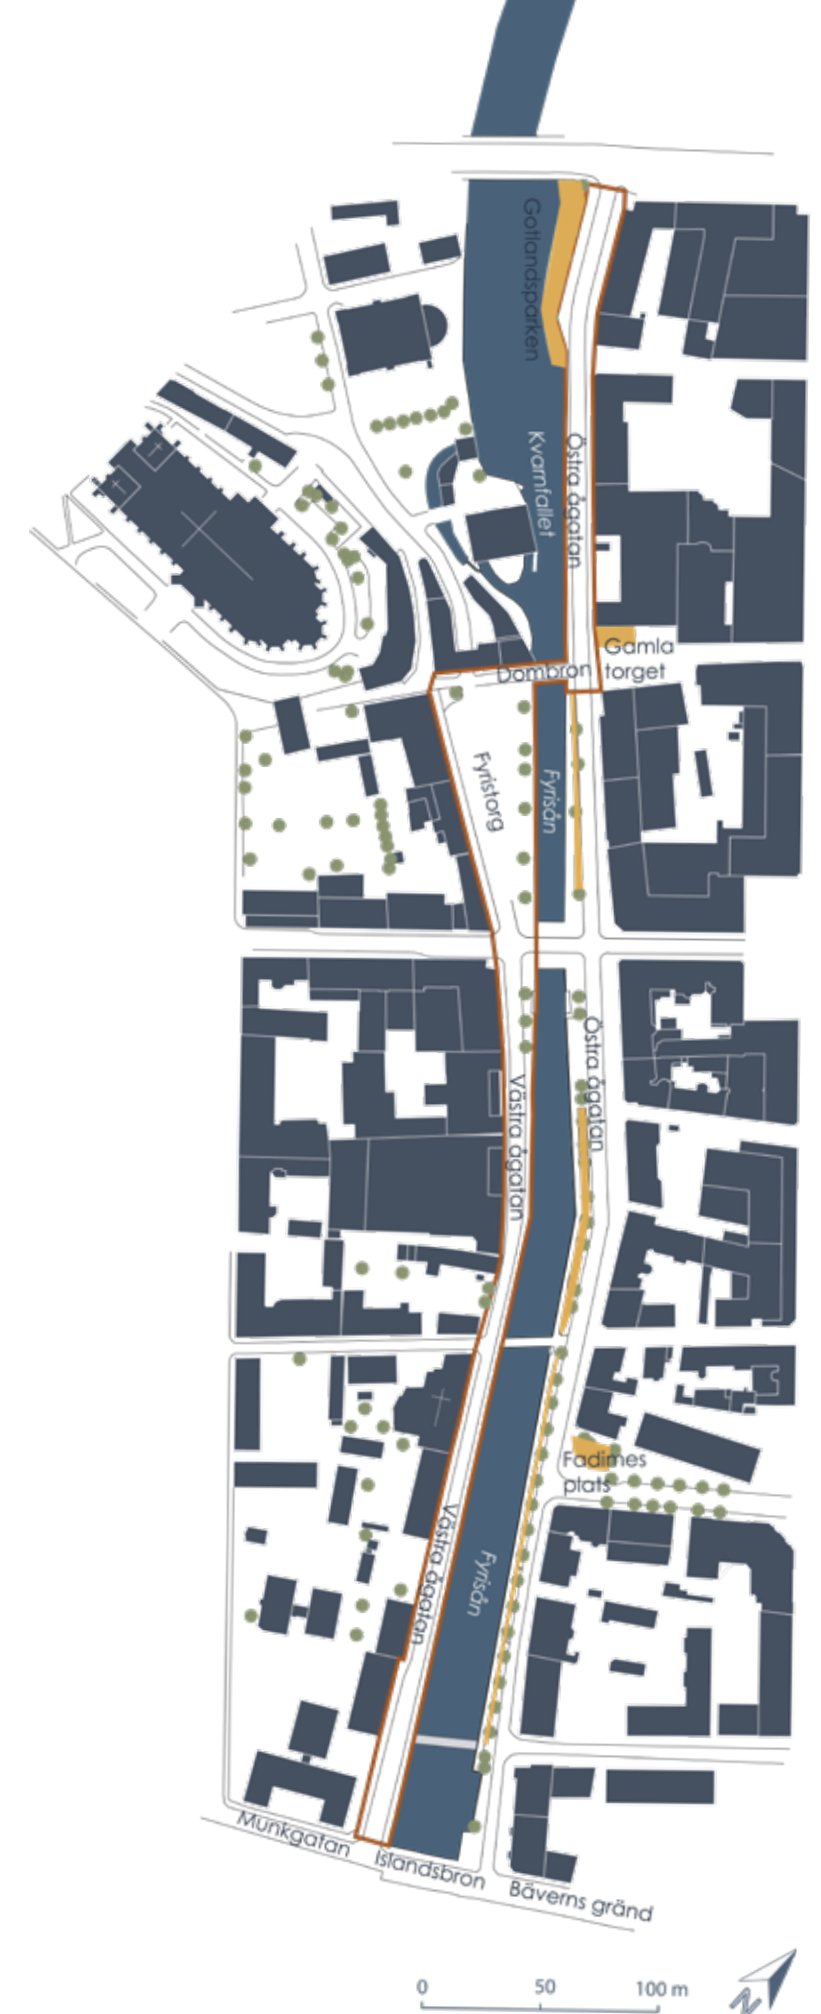 Gotlandsparken
Kvarnfallet
Östra ågatan
Gamla
torget
Dombron
Fyristorg
Fyrisån
Östra ågatan
Västra ågatan
Fadimes
plats
Västra ågatan
Fyrisån
Munkgatan
Islandsbron
Bäverns gränd
0 50 100 m
N